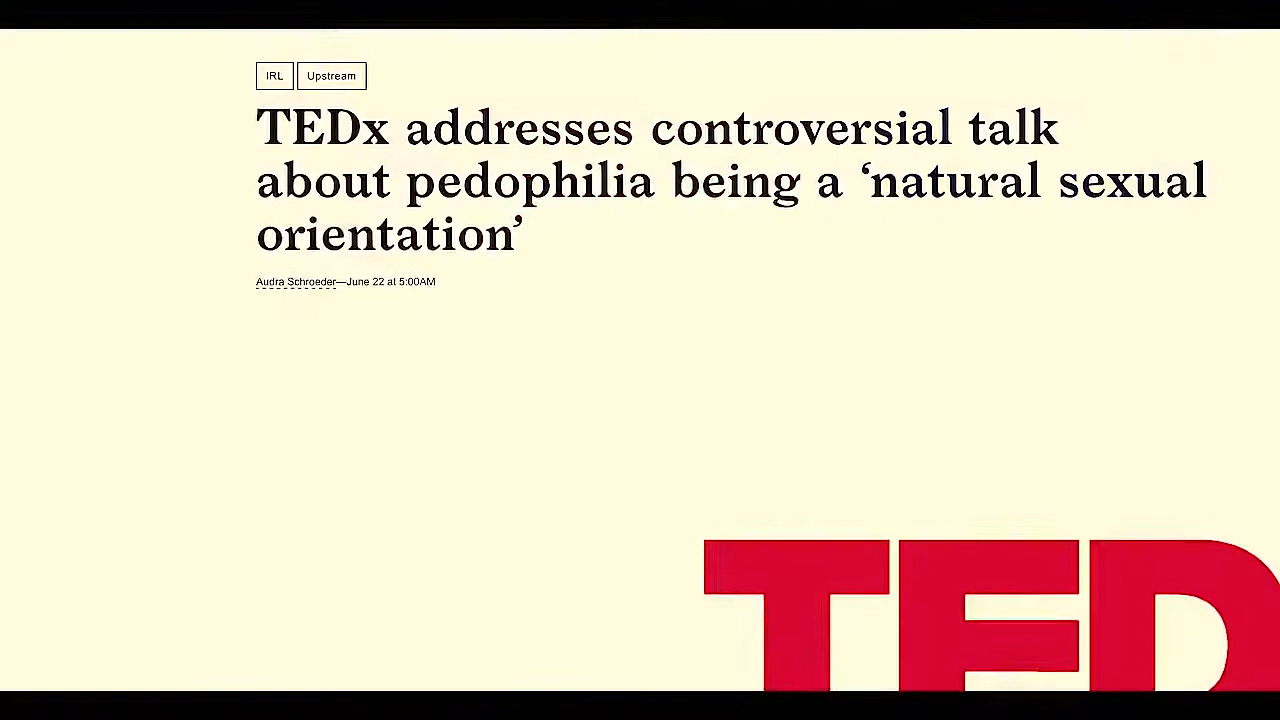 IRL Upstream
TEDx addresses controversial talk
about pedophilia being a ‘natural sexual
orientation’
Audra Schroeder—June 22 at 5:00AM
TED